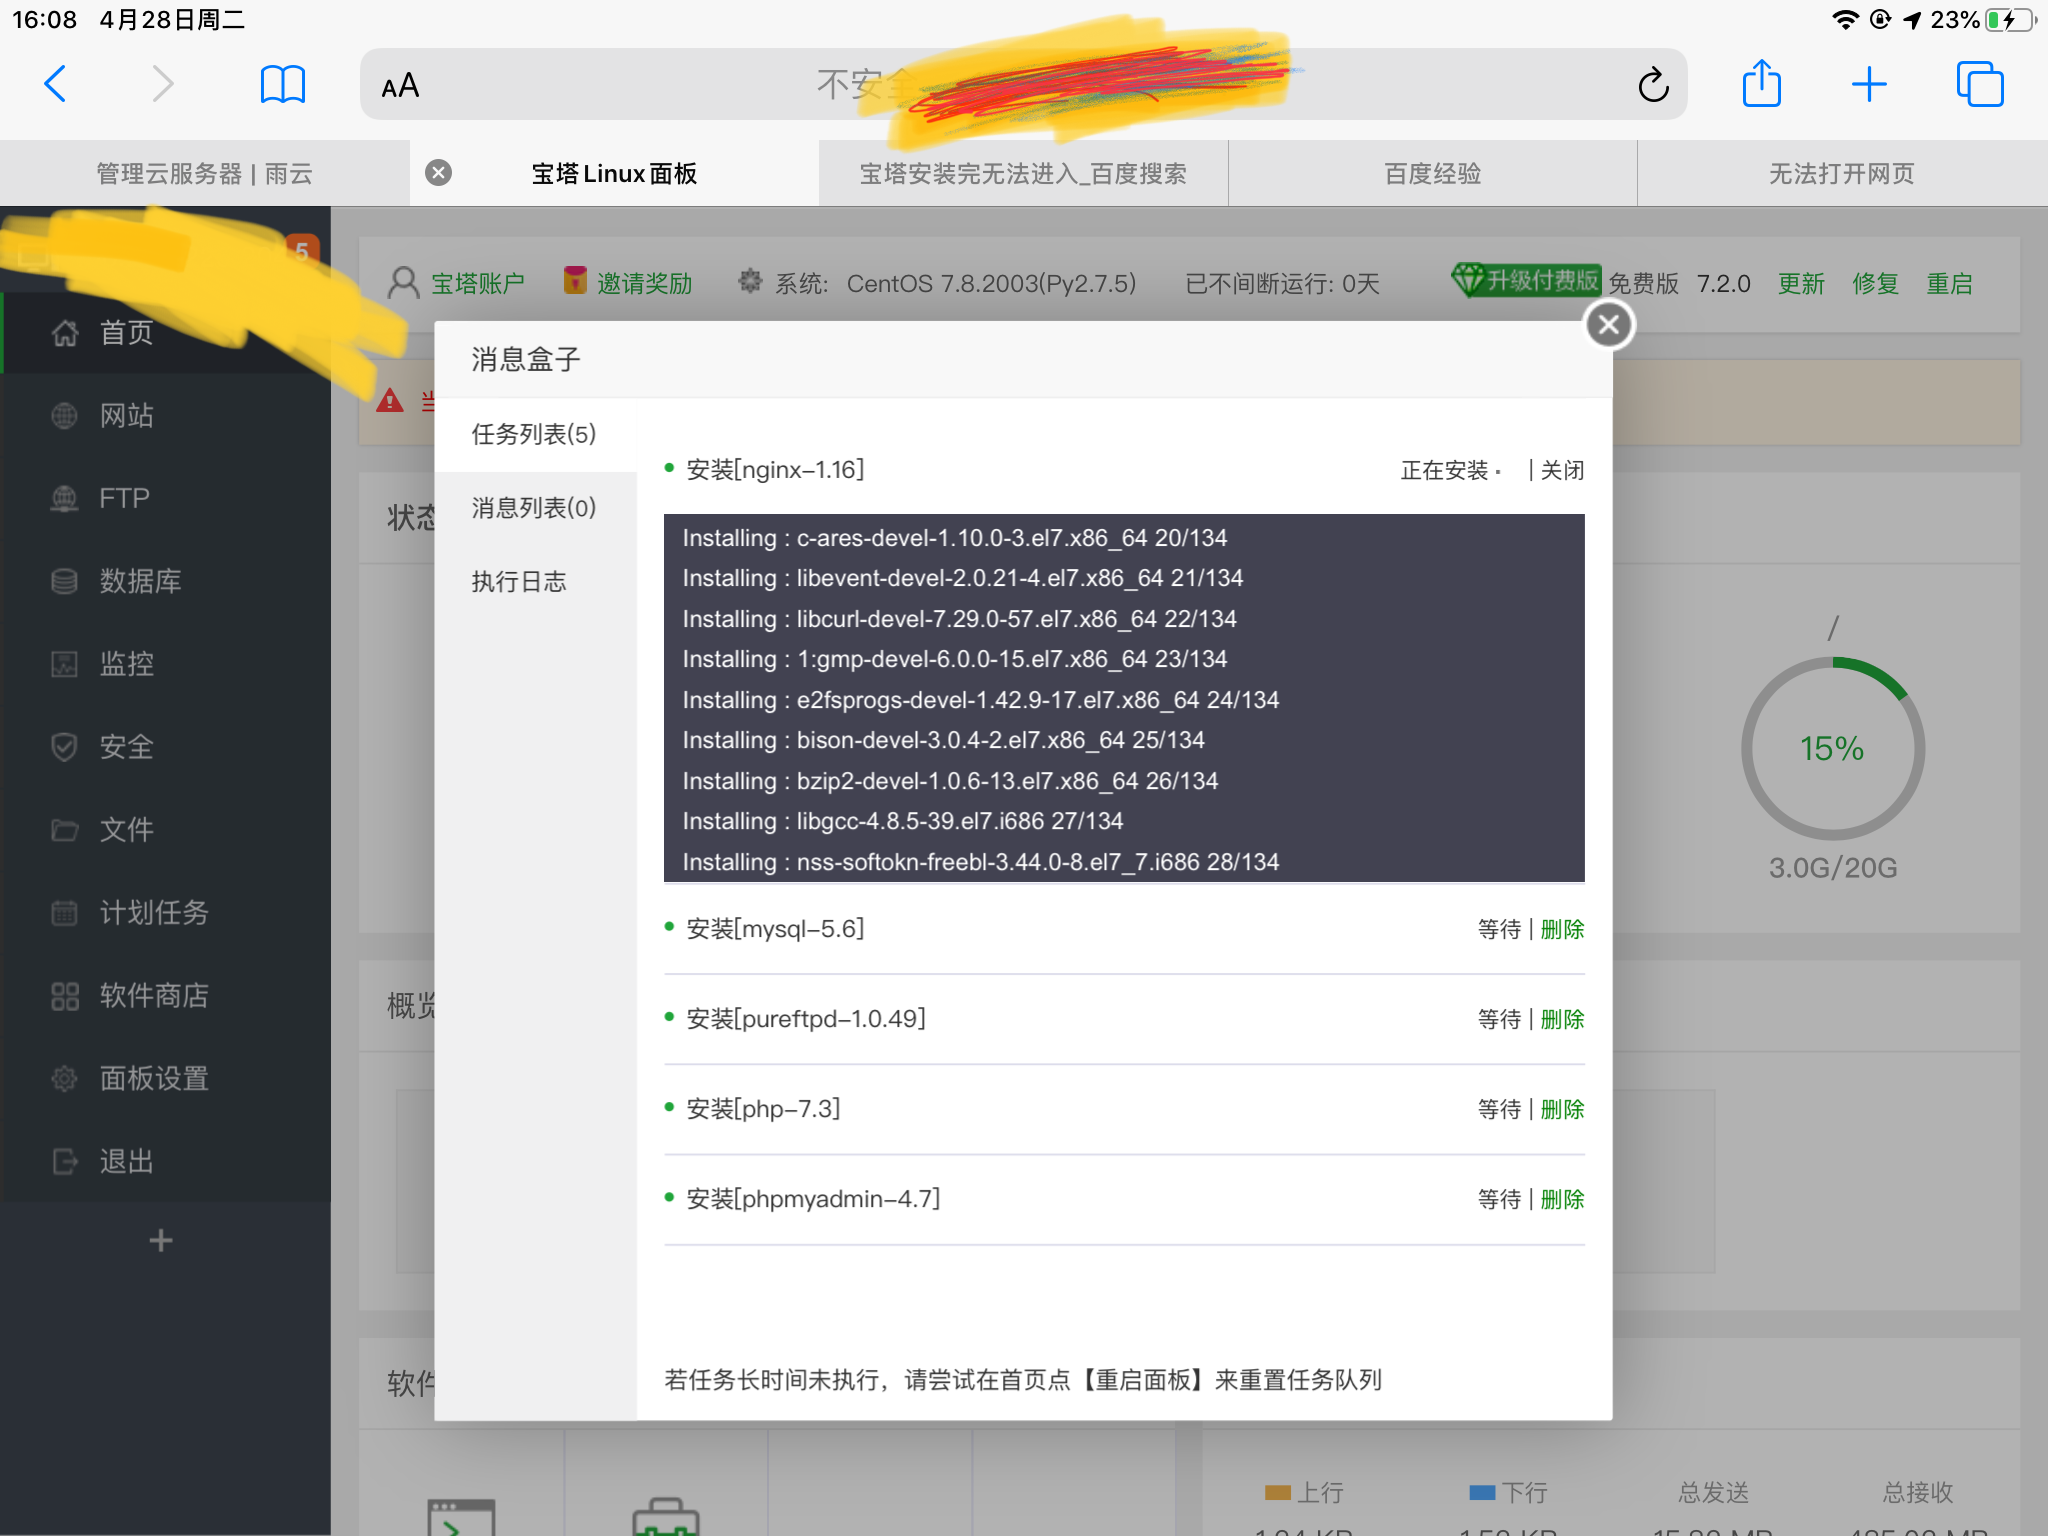 16:08 4月28日周二
23%
AA
不安全
管理云服务器 | 雨云
宝塔Linux面板
宝塔安装完无法进入_百度搜索
百度经验
无法打开网页
5
宝塔账户
邀请奖励
系统: CentOS 7.8.2003(Py2.7.5)
已不间断运行: 0天
升级付费版
免费版 7.2.0 更新 修复 重启
首页
网站
FTP
数据库
监控
安全
文件
计划任务
软件商店
面板设置
退出
+
当
状态
概览
软件
消息盒子
任务列表(5)
消息列表(0)
执行日志
安装[nginx-1.16] 正在安装 | 关闭
Installing : c-ares-devel-1.10.0-3.el7.x86_64 20/134
Installing : libevent-devel-2.0.21-4.el7.x86_64 21/134
Installing : libcurl-devel-7.29.0-57.el7.x86_64 22/134
Installing : 1:gmp-devel-6.0.0-15.el7.x86_64 23/134
Installing : e2fsprogs-devel-1.42.9-17.el7.x86_64 24/134
Installing : bison-devel-3.0.4-2.el7.x86_64 25/134
Installing : bzip2-devel-1.0.6-13.el7.x86_64 26/134
Installing : libgcc-4.8.5-39.el7.i686 27/134
Installing : nss-softokn-freebl-3.44.0-8.el7_7.i686 28/134
安装[mysql-5.6] 等待 | 删除
安装[pureftpd-1.0.49] 等待 | 删除
安装[php-7.3] 等待 | 删除
安装[phpmyadmin-4.7] 等待 | 删除
若任务长时间未执行，请尝试在首页点【重启面板】来重置任务队列
/
15%
3.0G/20G
上行
下行
总发送
总接收